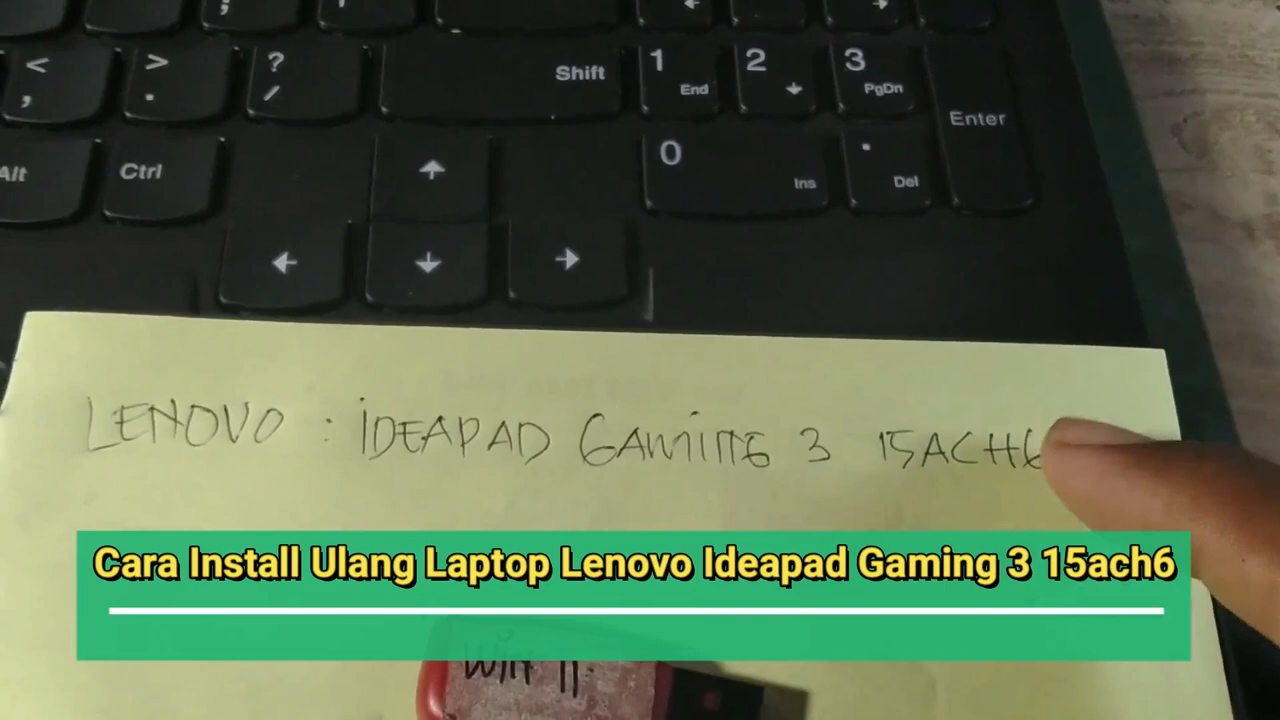 < > ? Shift 1 End 2 3 PgDn
, . / Enter
Alt Ctrl 0 Ins . Del
LENOVO : IDEAPAD GAMING 3 15ACH6
Cara Install Ulang Laptop Lenovo Ideapad Gaming 3 15ach6
Win 11